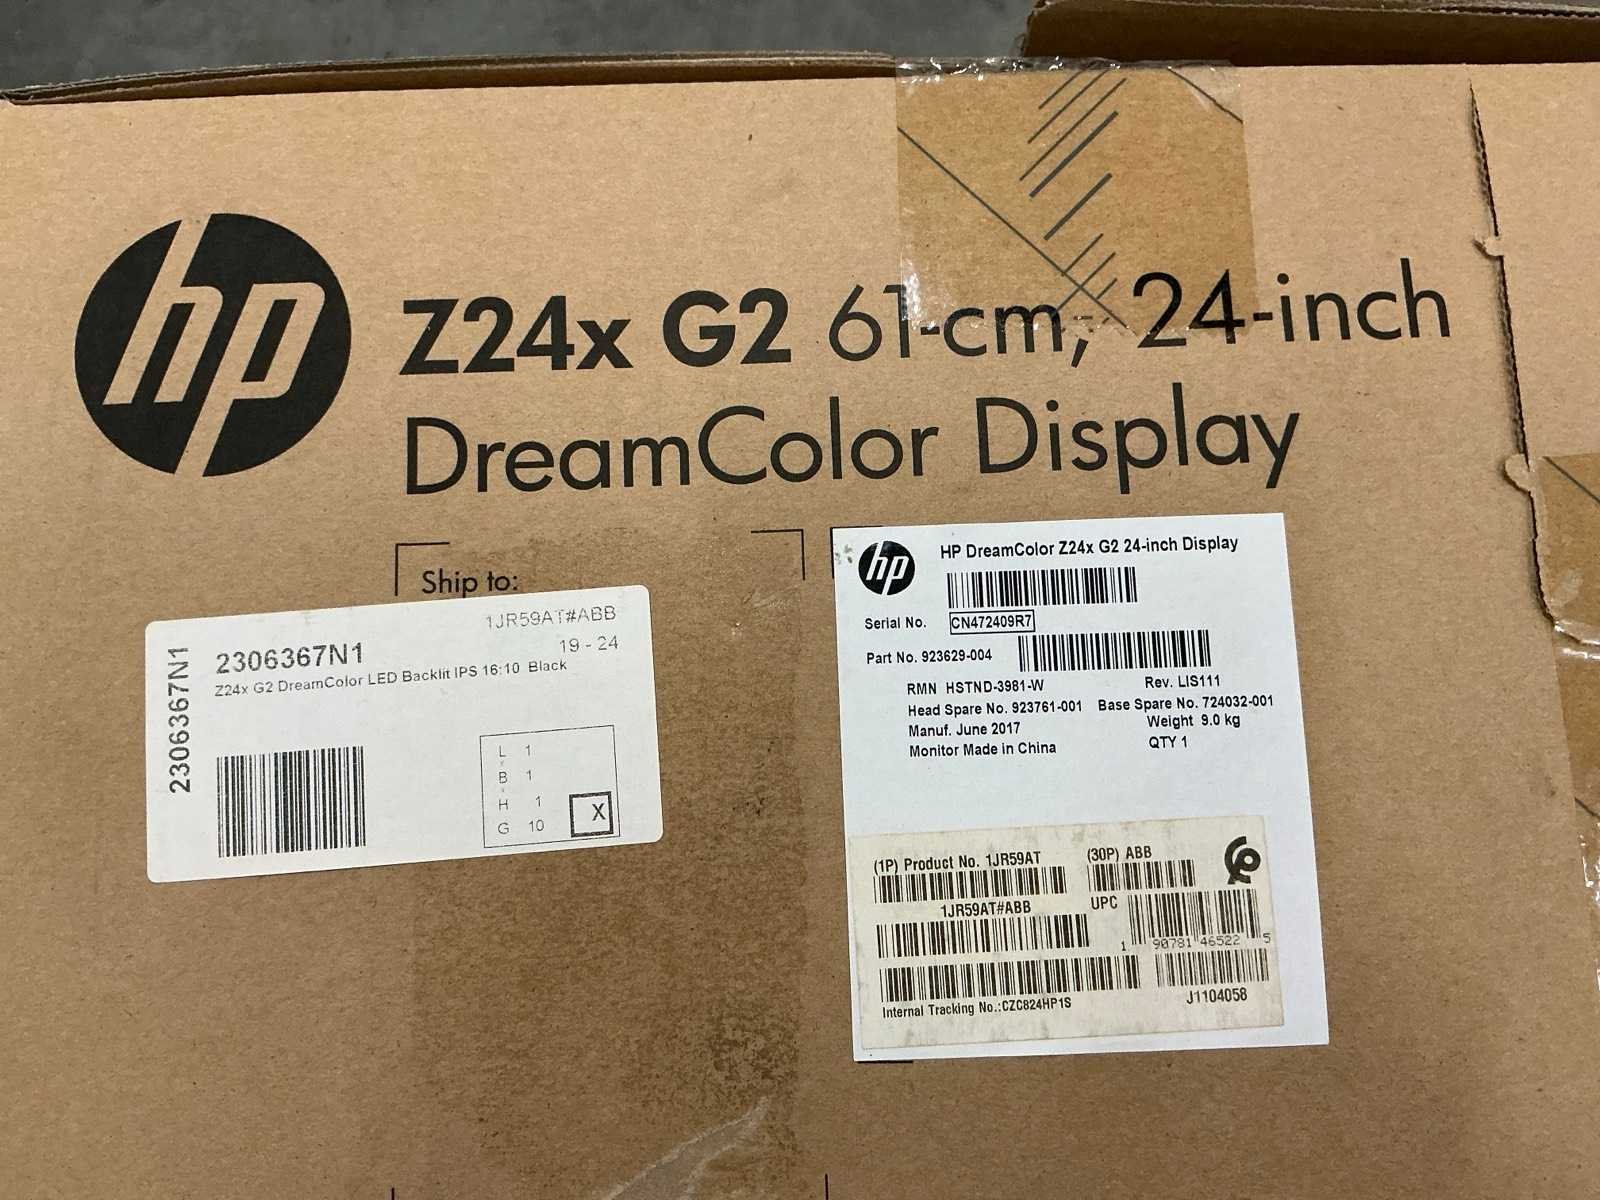 hp
Z24x G2 61-cm, 24-inch
DreamColor Display
Ship to:
1JR59AT#ABB
2306367N1
19 - 24
Z24x G2 DreamColor LED Backlit IPS 16:10 Black
2306367N1
L 1
B 1
H 1
G 10
X
hp
HP DreamColor Z24x G2 24-inch Display
Serial No. CN472409R7
Part No. 923629-004
RMN HSTND-3981-W Rev. LIS111
Head Spare No. 923761-001 Base Spare No. 724032-001
Manuf. June 2017 Weight 9.0 kg
Monitor Made in China QTY 1
(1P) Product No. 1JR59AT (30P) ABB
1JR59AT#ABB UPC
1 90781 46522 5
Internal Tracking No.:CZC824HP1S J1104058